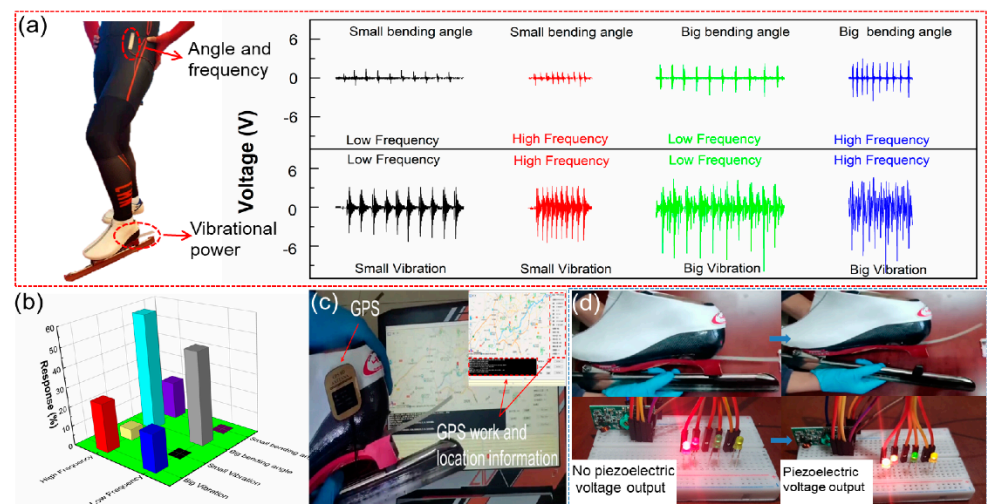 (a)
Angle and
frequency
Vibrational
power
Voltage (V)
6
0
-6
6
0
-6
Small bending angle
Small bending angle
Big bending angle
Big bending angle
Low Frequency
High Frequency
Low Frequency
High Frequency
Low Frequency
High Frequency
Low Frequency
High Frequency
Small Vibration
Small Vibration
Big Vibration
Big Vibration
(b)
Response (%)
60
50
40
30
20
10
0
High Frequency
Low Frequency
Small bending angle
Big bending angle
Small Vibration
Big Vibration
(c)
GPS
GPS work and
location information
(d)
No piezoelectric
voltage output
Piezoelectric
voltage output